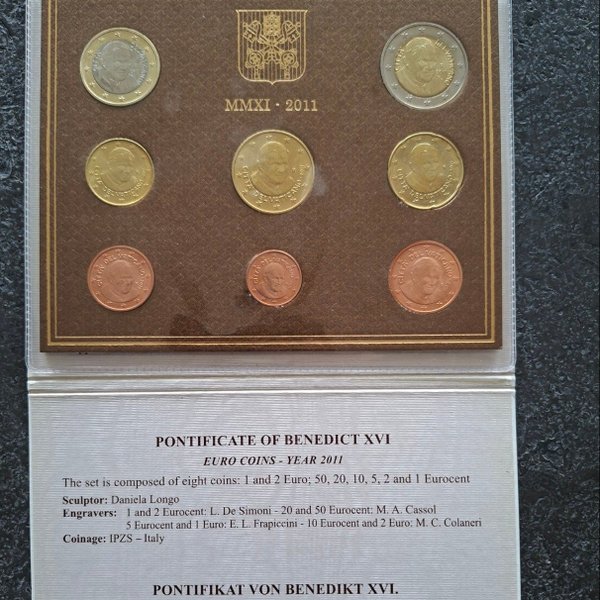 MMXI · 2011
PONTIFICATE OF BENEDICT XVI
EURO COINS - YEAR 2011
The set is composed of eight coins: 1 and 2 Euro; 50, 20, 10, 5, 2 and 1 Eurocent
Sculptor: Daniela Longo
Engravers: 1 and 2 Eurocent: L. De Simoni - 20 and 50 Eurocent: M. A. Cassol
5 Eurocent and 1 Euro: E. L. Frapiccini - 10 Eurocent and 2 Euro: M. C. Colaneri
Coinage: IPZS – Italy
PONTIFIKAT VON BENEDIKT XVI.